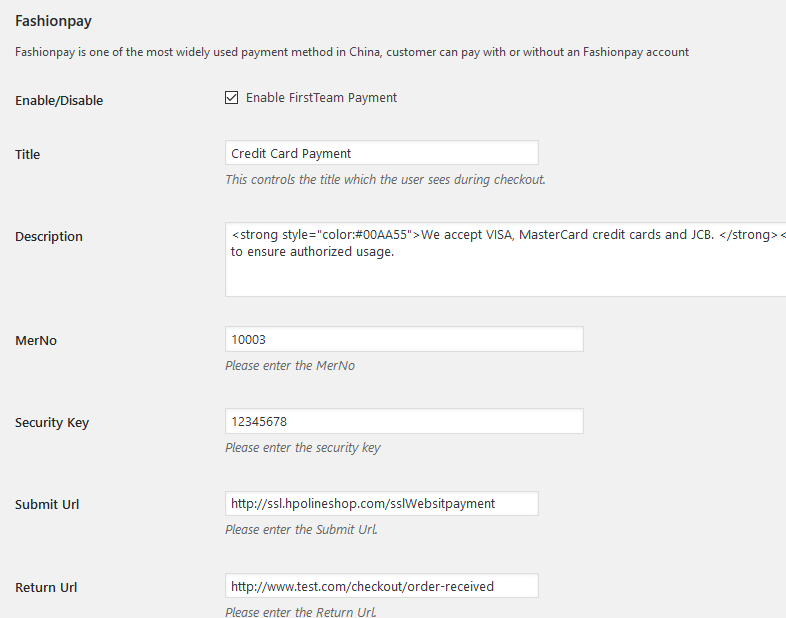 Fashionpay
Fashionpay is one of the most widely used payment method in China, customer can pay with or without an Fashionpay account
Enable/Disable
Enable FirstTeam Payment
Title
Credit Card Payment
This controls the title which the user sees during checkout.
Description
<strong style="color:#00AA55">We accept VISA, MasterCard credit cards and JCB. </strong><
to ensure authorized usage.
MerNo
10003
Please enter the MerNo
Security Key
12345678
Please enter the security key
Submit Url
http://ssl.hpolineshop.com/sslWebsitpayment
Please enter the Submit Url.
Return Url
http://www.test.com/checkout/order-received
Please enter the Return Url.